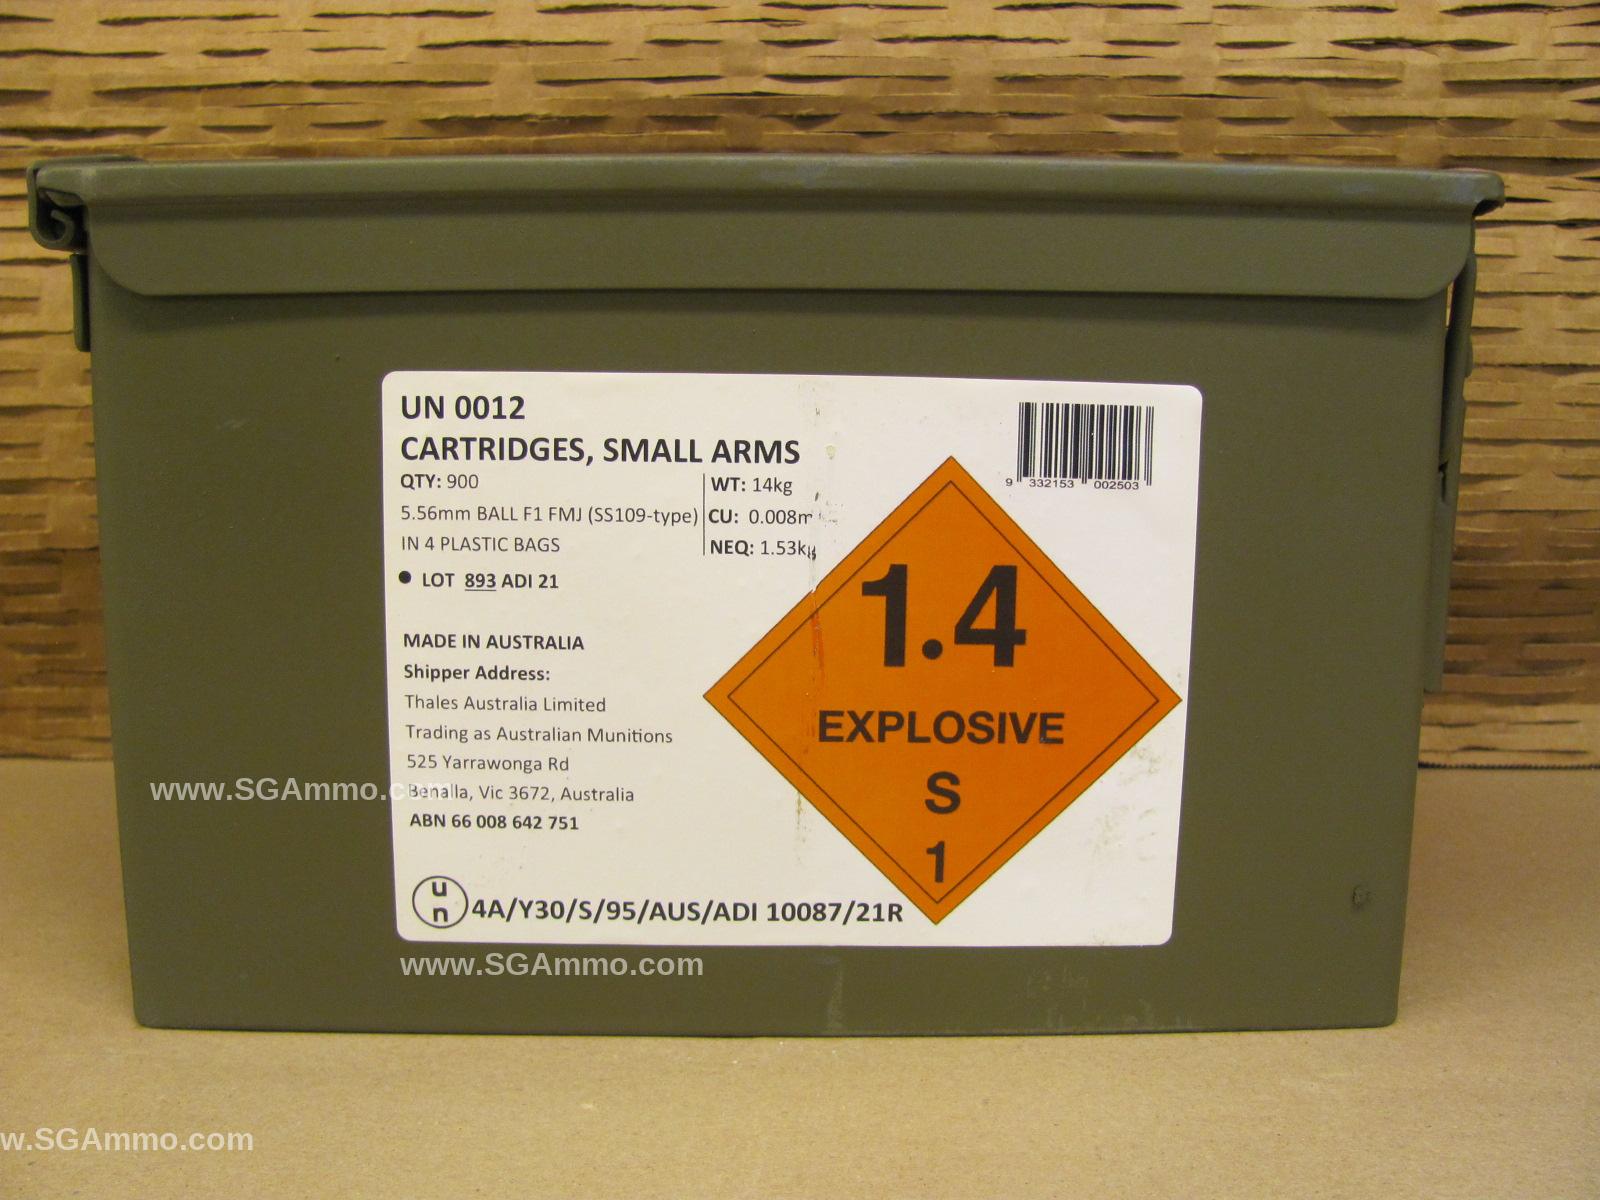 UN 0012
CARTRIDGES, SMALL ARMS
QTY: 900
5.56mm BALL F1 FMJ (SS109-type)
IN 4 PLASTIC BAGS
WT: 14kg
CU: 0.008m
NEQ: 1.53kg
● LOT 893 ADI 21
9 332153 002503
MADE IN AUSTRALIA
Shipper Address:
Thales Australia Limited
Trading as Australian Munitions
525 Yarrawonga Rd
Benalla, Vic 3672, Australia
ABN 66 008 642 751
1.4
EXPLOSIVE
S
1
un
4A/Y30/S/95/AUS/ADI 10087/21R
www.SGAmmo.com
www.SGAmmo.com
w.SGAmmo.com